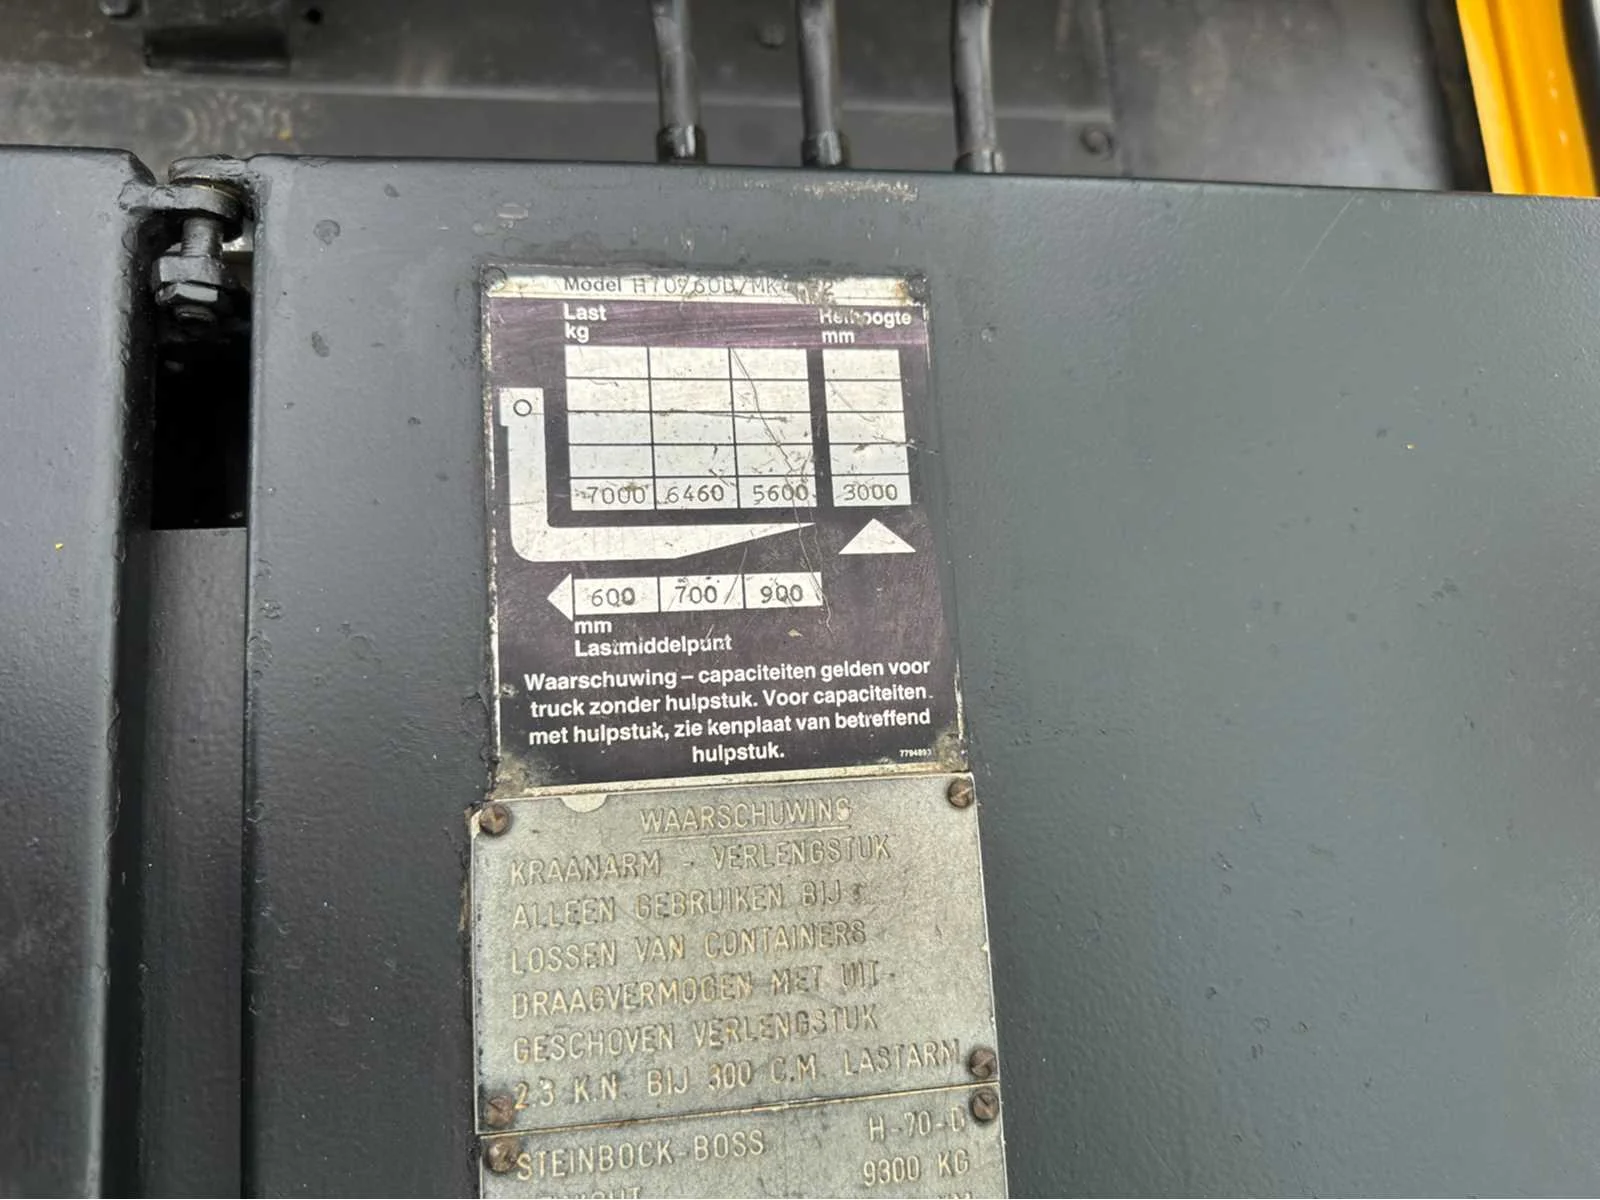 Model
Last
kg
mm
7000 6460 5600 3000
600 700 900
mm
Lastmiddelpunt
Waarschuwing – capaciteiten gelden voor
truck zonder hulpstuk. Voor capaciteiten
met hulpstuk, zie kenplaat van betreffend
hulpstuk.
WAARSCHUWING
KRAANARM - VERLENGSTUK
ALLEEN GEBRUIKEN BIJ
LOSSEN VAN CONTAINERS
DRAAGVERMOGEN MET UIT-
GESCHOVEN VERLENGSTUK
2.3 K.N. BIJ 300 C.M. LASTARM
STEINBOCK-BOSS H-70-D
9300 KG